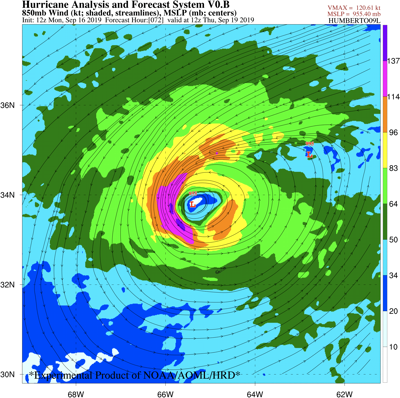 Hurricane Analysis and Forecast System V0.B
850mb Wind (kt; shaded, streamlines), MSLP (mb; centers)
Init: 12z Mon, Sep 16 2019 Forecast Hour:[072] valid at 12z Thu, Sep 19 2019
VMAX = 120.61 kt
MSLP = 955.40 mb
HUMBERTO09L
36N
34N
32N
30N
137
114
96
83
64
50
34
20
10
*Experimental Product of NOAA/AOML/HRD*
68W 66W 64W 62W